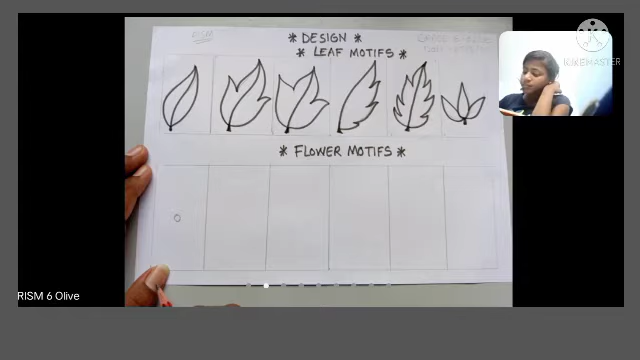 * DESIGN *
* LEAF MOTIFS *
KINEMASTER
* FLOWER MOTIFS *
RISM 6 Olive